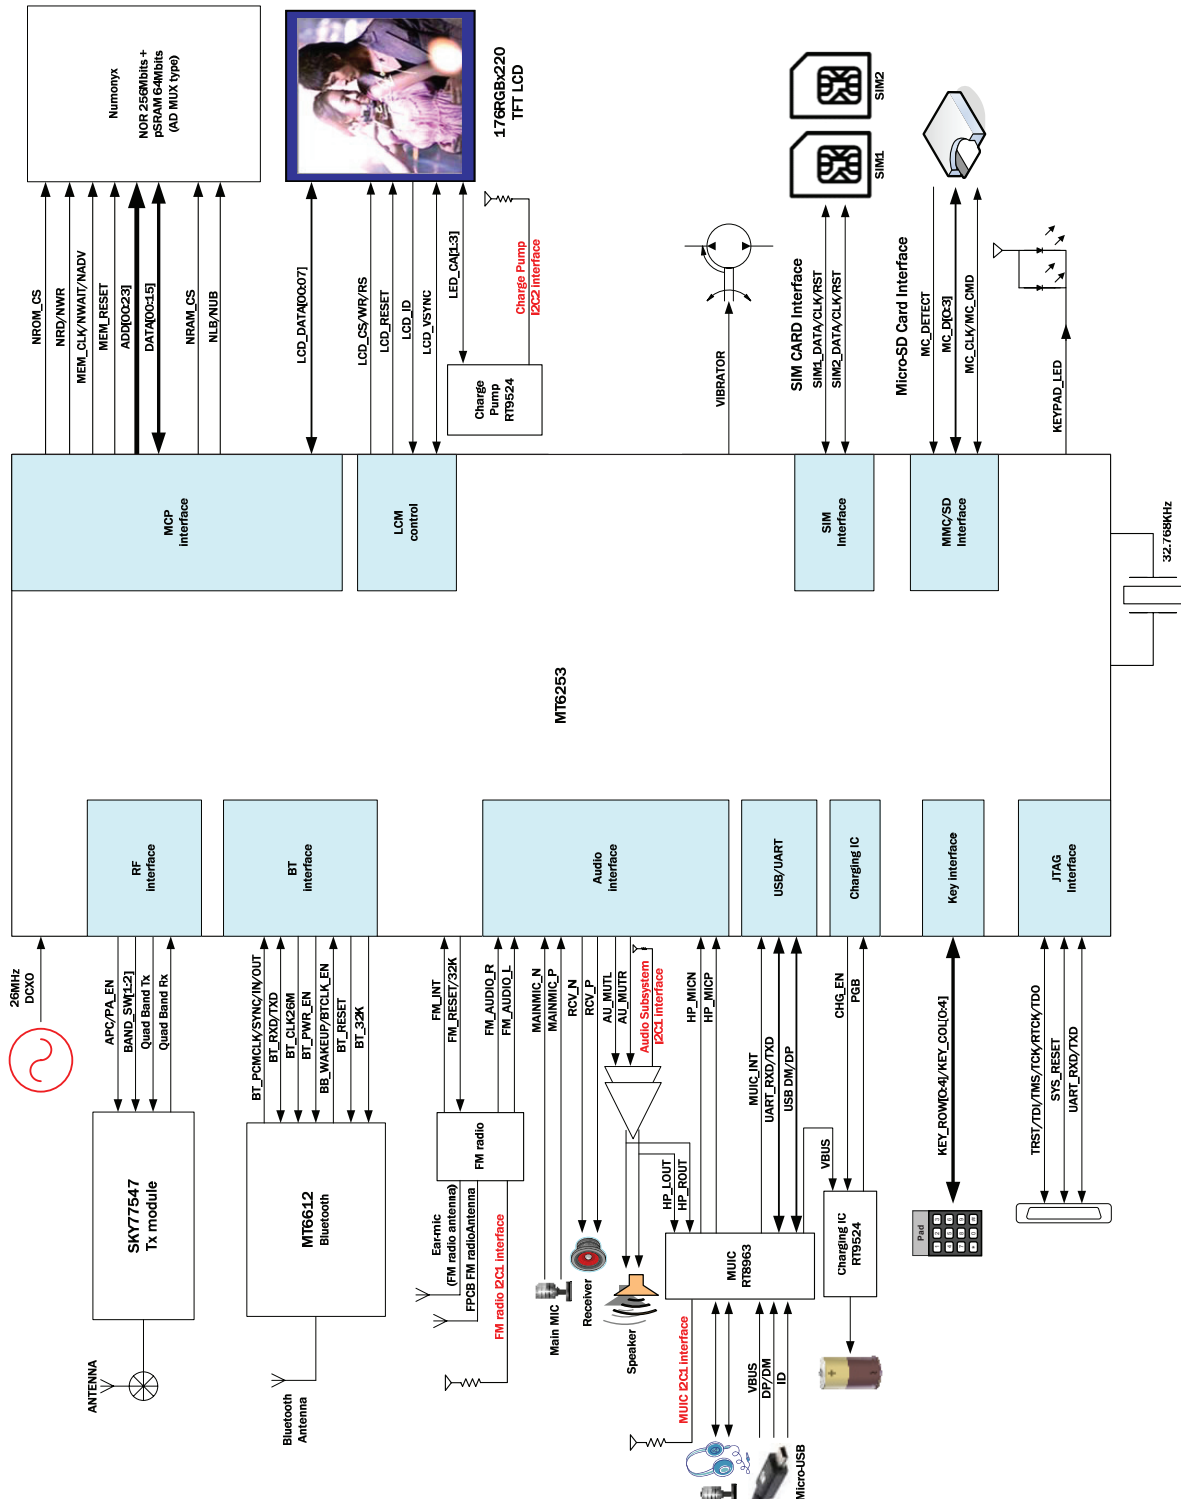 Numonyx
NOR 256Mbits +
pSRAM 64Mbits
(AD MUX type)
176RGBx220
TFT LCD
SIM2
SIM1
NROM_CS
NRD/NWR
MEM_CLK/NWAIT/NADV
MEM_RESET
ADD[00:23]
DATA[00:15]
NRAM_CS
NLB/NUB
LCD_DATA[00:07]
LCD_CS/WR/RS
LCD_RESET
LCD_ID
LCD_VSYNC
LED_CA[1:3]
Charge Pump
I2C2 interface
Charge
Pump
RT9524
VIBRATOR
SIM CARD Interface
SIM1_DATA/CLK/RST
SIM2_DATA/CLK/RST
Micro-SD Card Interface
MC_DETECT
MC_D[0:3]
MC_CLK/MC_CMD
KEYPAD_LED
MCP
interface
LCM
control
SIM
Interface
MMC/SD
Interface
32.768KHz
MT6253
RF
interface
BT
interface
Audio
interface
USB/UART
Charging IC
Key interface
JTAG
Interface
26MHz
DCXO
APC/PA_EN
BAND_SW[1:2]
Quad Band Tx
Quad Band Rx
BT_PCMCLK/SYNC/IN/OUT
BT_RXD/TXD
BT_CLK26M
BT_PWR_EN
BB_WAKEUP/BTCLK_EN
BT_RESET
BT_32K
FM_INT
FM_RESET/32K
FM_AUDIO_R
FM_AUDIO_L
MAINMIC_N
MAINMIC_P
RCV_N
RCV_P
AU_MUTL
AU_MUTR
Audio Subsystem
I2C1 interface
HP_MICN
HP_MICP
MUIC_INT
UART_RXD/TXD
USB DM/DP
CHG_EN
PGB
KEY_ROW[0:4]/KEY_COL[0:4]
TRST/TDI/TMS/TCK/RTCK/TDO
SYS_RESET
UART_RXD/TXD
SKY77547
Tx module
MT6612
Bluetooth
FM radio
Ear-mic
(FM radio antenna)
FPCB FM radioAntenna
FM radio I2C1 interface
HP_LOUT
HP_ROUT
VBUS
MUIC
RT8963
Charging IC
RT9524
Pad
1 2 3
4 5 6
7 8 9
* 0 #
ANTENNA
Bluetooth
Antenna
Main MIC
Receiver
Speaker
MUIC I2C1 interface
VBUS
DP/DM
ID
Micro-USB